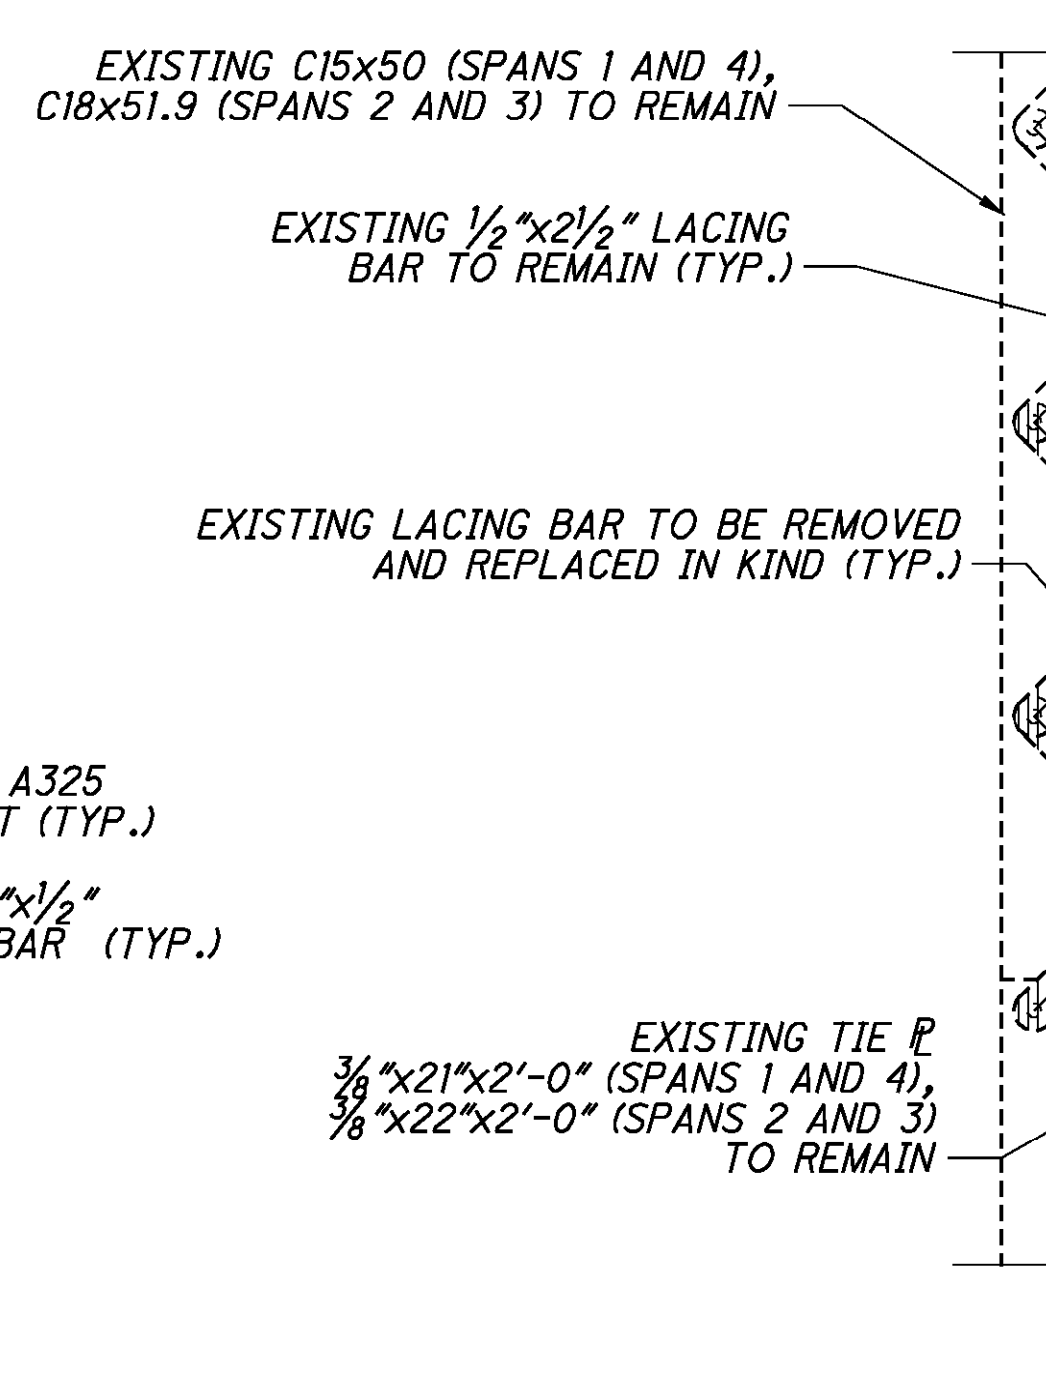 EXISTING C15x50 (SPANS 1 AND 4),
C18x51.9 (SPANS 2 AND 3) TO REMAIN
EXISTING 1/2"x2 1/2" LACING
BAR TO REMAIN (TYP.)
EXISTING LACING BAR TO BE REMOVED
AND REPLACED IN KIND (TYP.)
A325
T (TYP.)
"x1/2"
BAR (TYP.)
EXISTING TIE ⅊
3/8"x21"x2'-0" (SPANS 1 AND 4),
3/8"x22"x2'-0" (SPANS 2 AND 3)
TO REMAIN